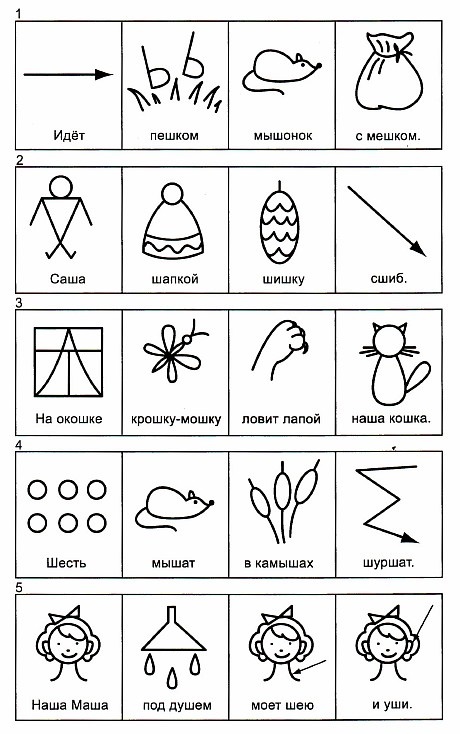 1
Идёт пешком мышонок с мешком.
2
Саша шапкой шишку сшиб.
3
На окошке крошку-мошку ловит лапой наша кошка.
4
Шесть мышат в камышах шуршат.
5
Наша Маша под душем моет шею и уши.